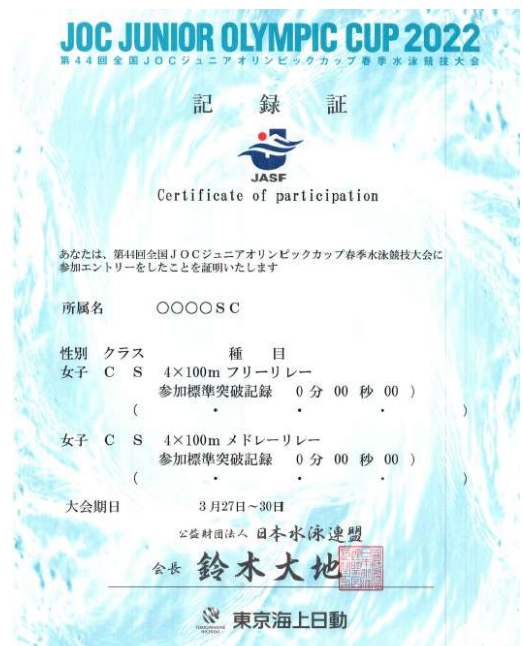 JOC JUNIOR OLYMPIC CUP 2022
第44回全国JOCジュニアオリンピックカップ春季水泳競技大会
記 録 証
JASF
Certificate of participation
あなたは、第44回全国ＪＯＣジュニアオリンピックカップ春季水泳競技大会に
参加エントリーをしたことを証明いたします
所属名 ○○○○ＳＣ
性別 クラス 種 目
女子 Ｃ Ｓ 4×100m フリーリレー
参加標準突破記録 0 分 00 秒 00 )
( ・ ・ ・ )
女子 Ｃ Ｓ 4×100m メドレーリレー
参加標準突破記録 0 分 00 秒 00 )
( ・ ・ ・ )
大会期日 3月27日～30日
公益財団法人 日本水泳連盟
会長 鈴木大地
東京海上日動